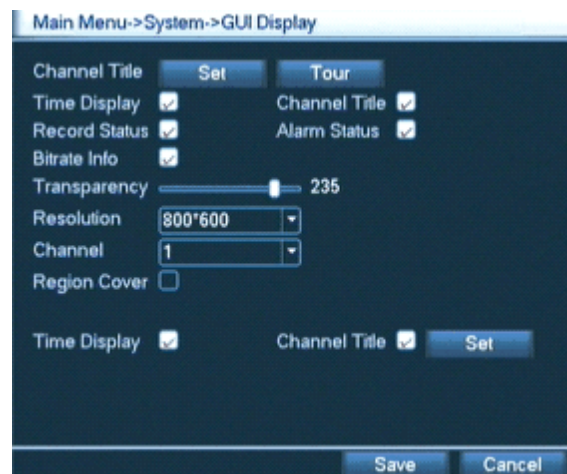 Main Menu->System->GUI Display
Channel Title Set Tour
Time Display Channel Title
Record Status Alarm Status
Bitrate Info
Transparency 235
Resolution 800*600
Channel 1
Region Cover
Time Display Channel Title Set
Save Cancel